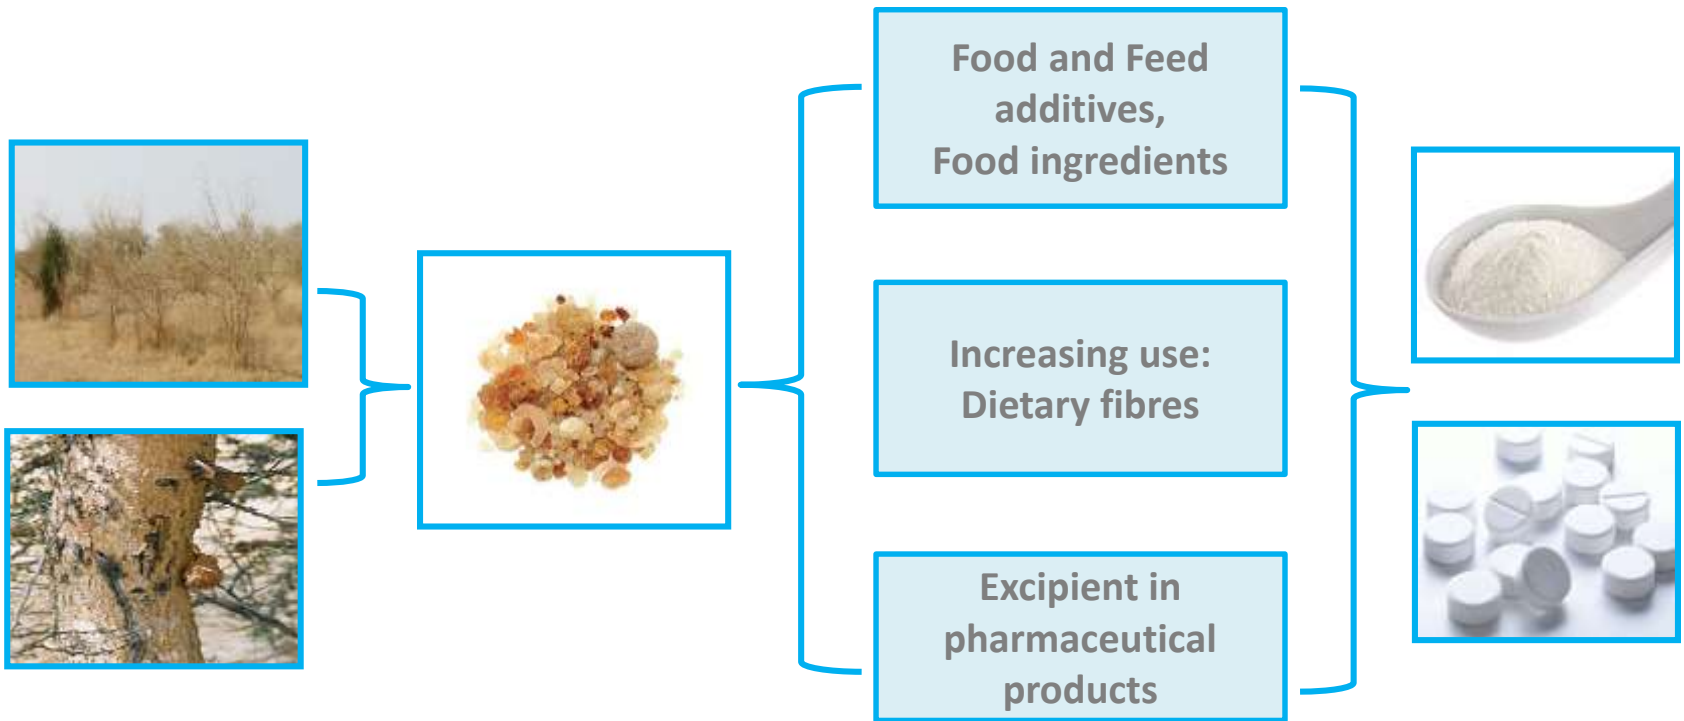 Food and Feed
additives,
Food ingredients
Increasing use:
Dietary fibres
Excipient in
pharmaceutical
products